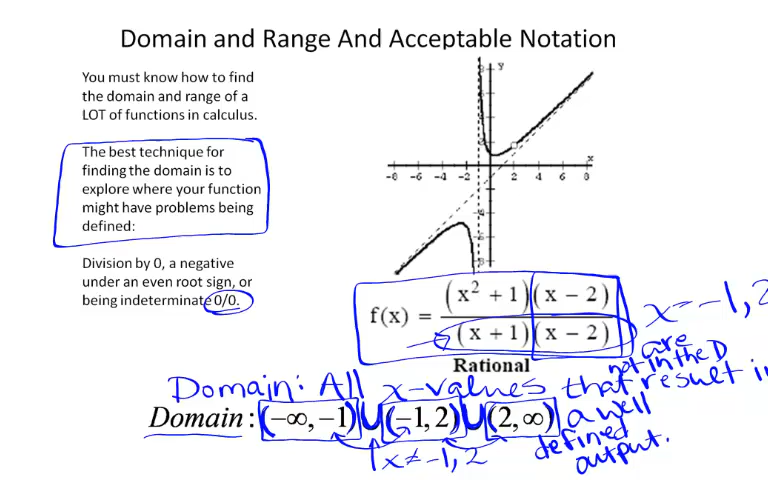 Domain and Range And Acceptable Notation
You must know how to find
the domain and range of a
LOT of functions in calculus.
The best technique for
finding the domain is to
explore where your function
might have problems being
defined:
Division by 0, a negative
under an even root sign, or
being indeterminate 0/0.
y
x
-8 -6 -4 -2 2 4 6 8
f(x) = (x² + 1)(x − 2) / (x + 1)(x − 2)
Rational
x = -1, 2
are
not in the D
Domain: All x-values that result in
a well
defined
output.
Domain: (−∞, −1)∪(−1, 2)∪(2, ∞)
x ≠ -1, 2